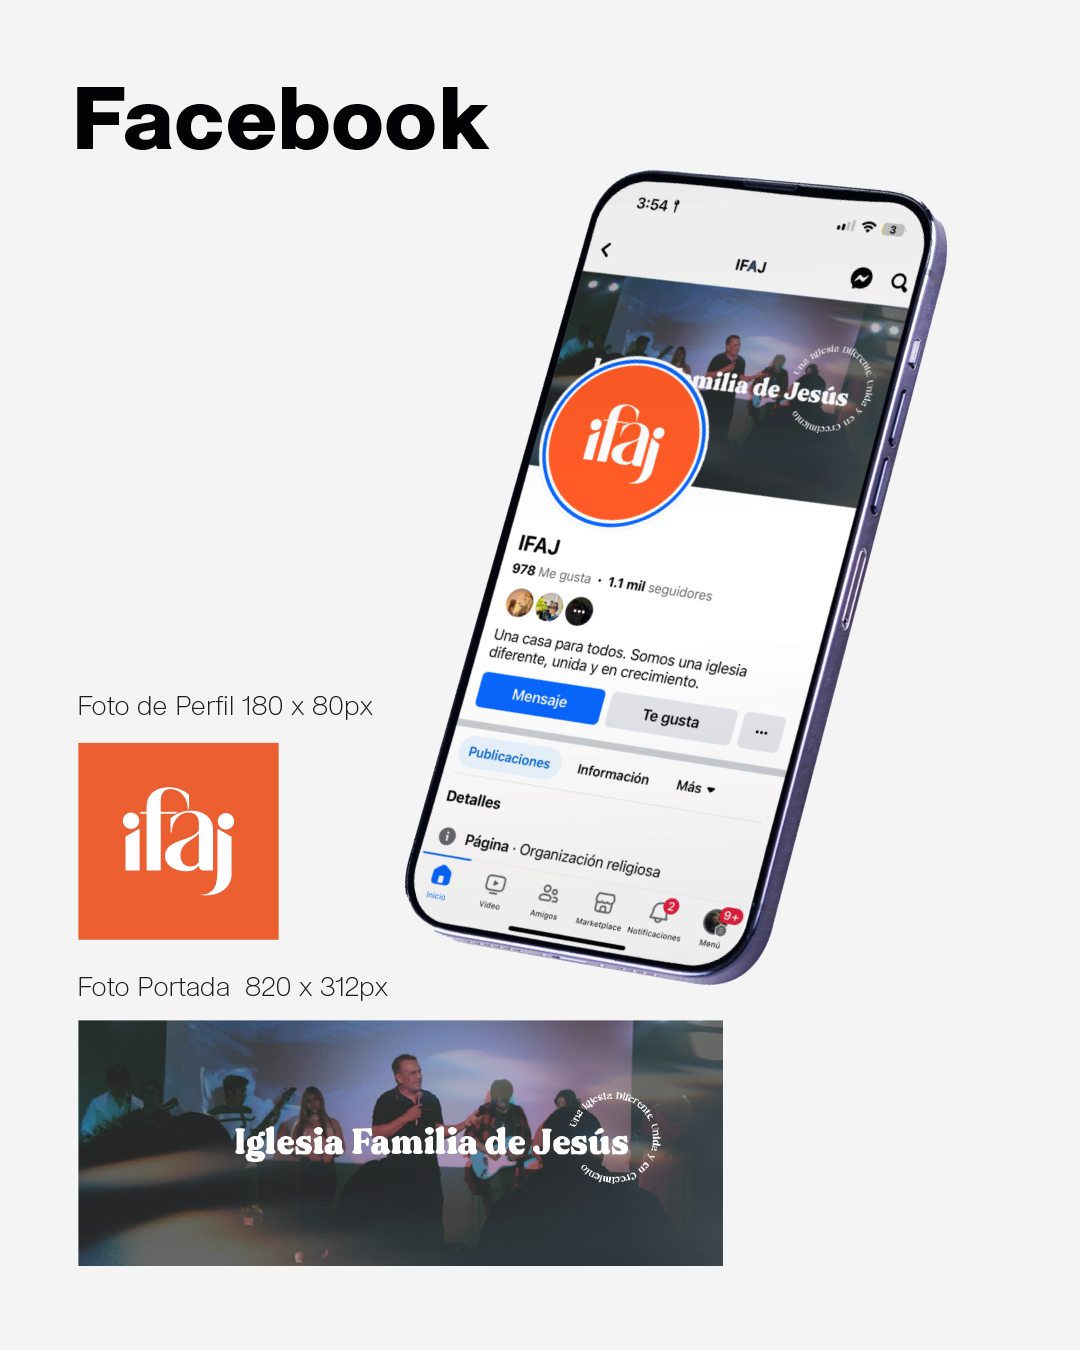 Facebook
3:54
3
IFAJ
Familia de Jesús
Una Iglesia Diferente, Unida y en Crecimiento
ifaj
IFAJ
978 Me gusta · 1.1 mil seguidores
Una casa para todos. Somos una iglesia
diferente, unida y en crecimiento.
Mensaje
Te gusta
Publicaciones
Información
Más
Detalles
Página · Organización religiosa
Inicio
Video
Amigos
Marketplace
2
Notificaciones
9+
Menú
Foto de Perfil 180 x 80px
ifaj
Foto Portada 820 x 312px
Iglesia Familia de Jesús
Una Iglesia Diferente, Unida y en Crecimiento